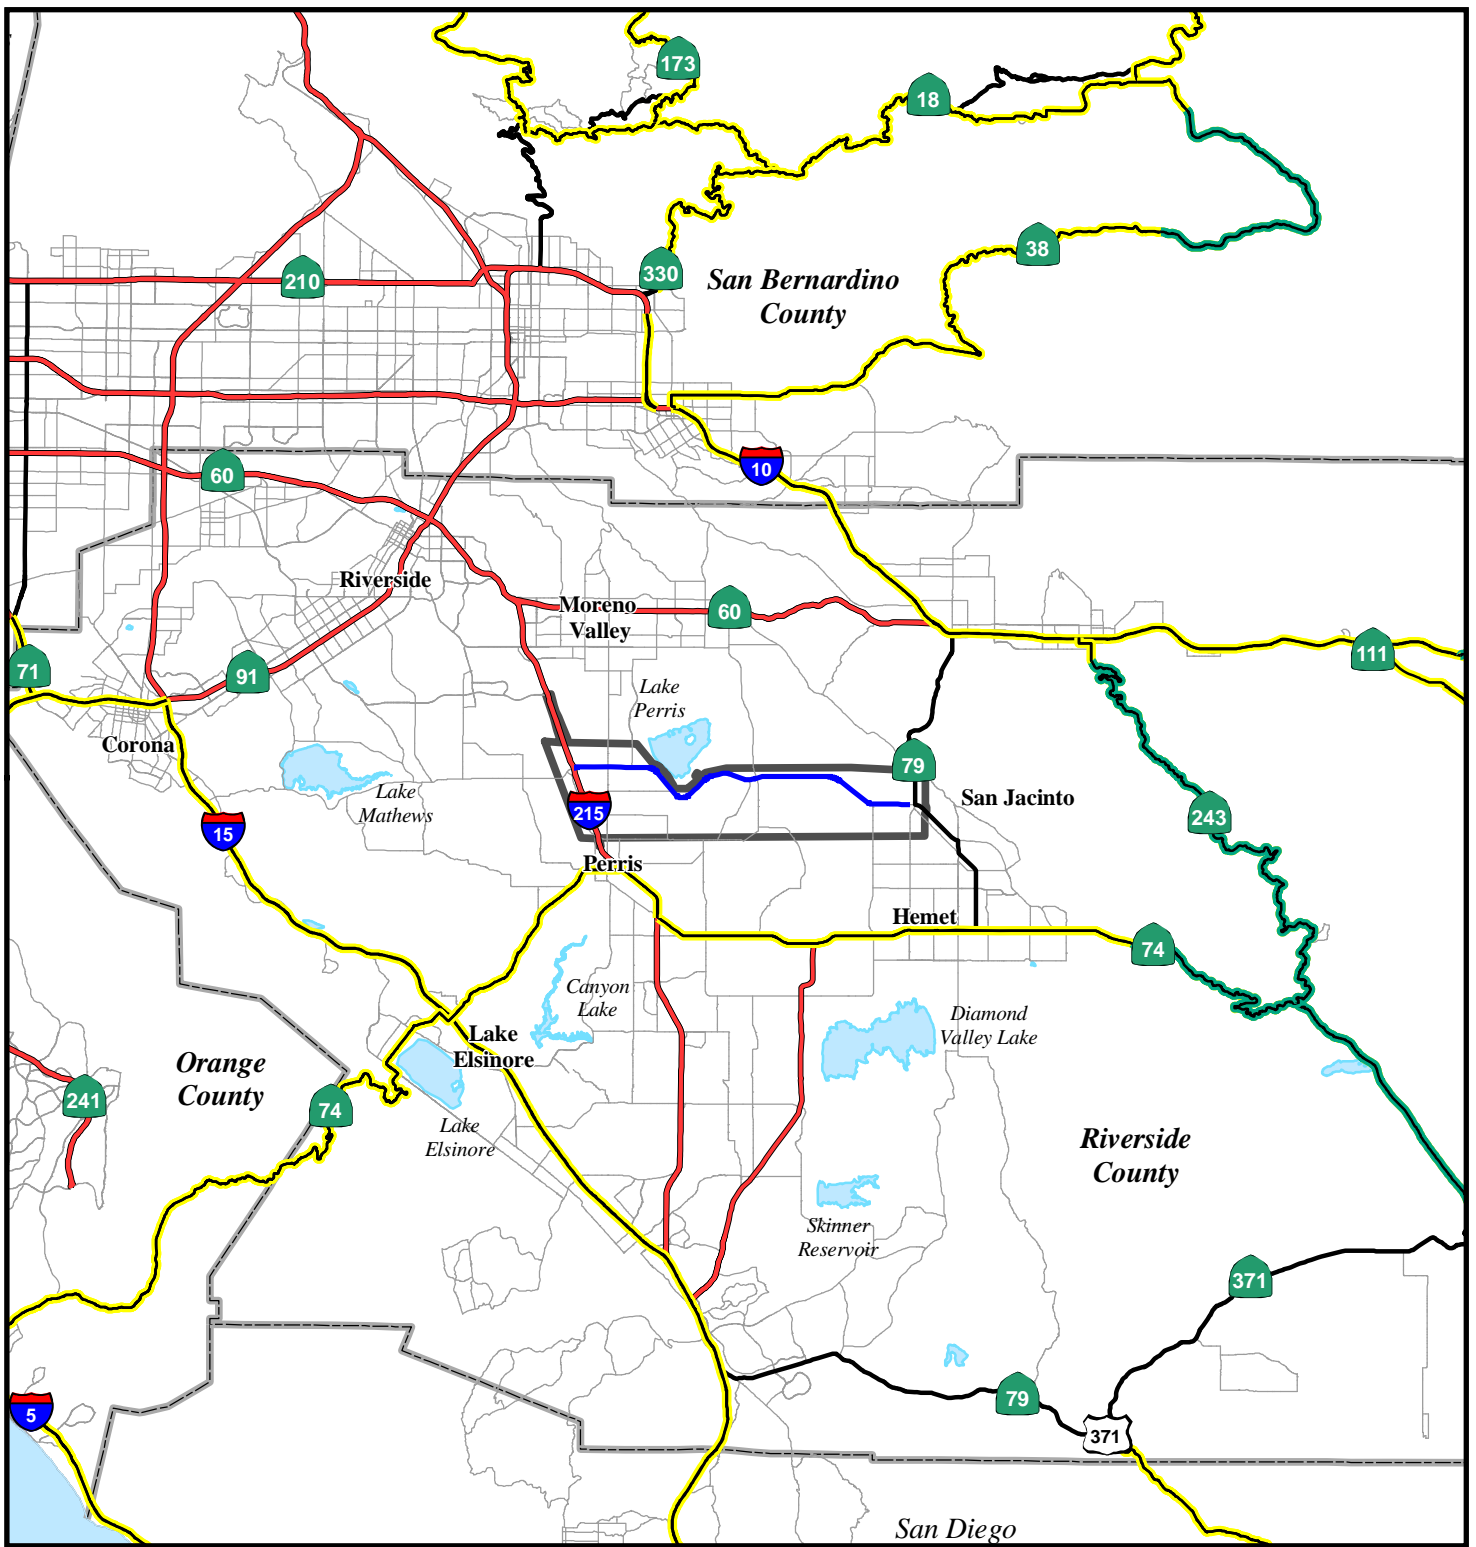 173
18
38
330
210
San Bernardino
County
10
60
Riverside
Moreno
Valley
60
111
71
91
Lake
Perris
Corona
79
Lake
Mathews
San Jacinto
215
243
15
Perris
Hemet
74
Canyon
Lake
Diamond
Valley Lake
Lake
Elsinore
Orange
County
241
74
Lake
Elsinore
Riverside
County
Skinner
Reservoir
371
79
5
371
San Diego